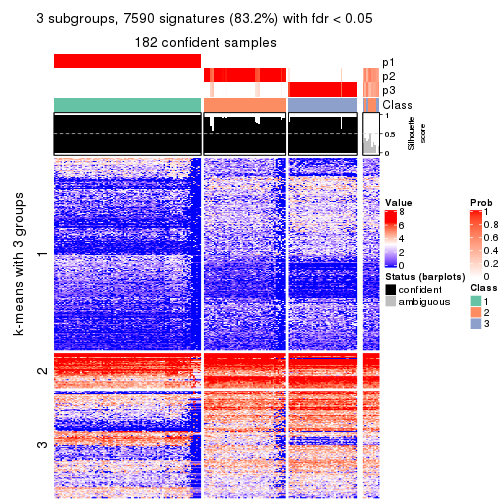 3 subgroups, 7590 signatures (83.2%) with fdr < 0.05
182 confident samples
p1
p2
p3
Class
1
0.5
0
Silhouette
score
k-means with 3 groups
1
2
3
Value
8
6
4
2
0
Status (barplots)
confident
ambiguous
Prob
1
0.8
0.6
0.4
0.2
0
Class
1
2
3